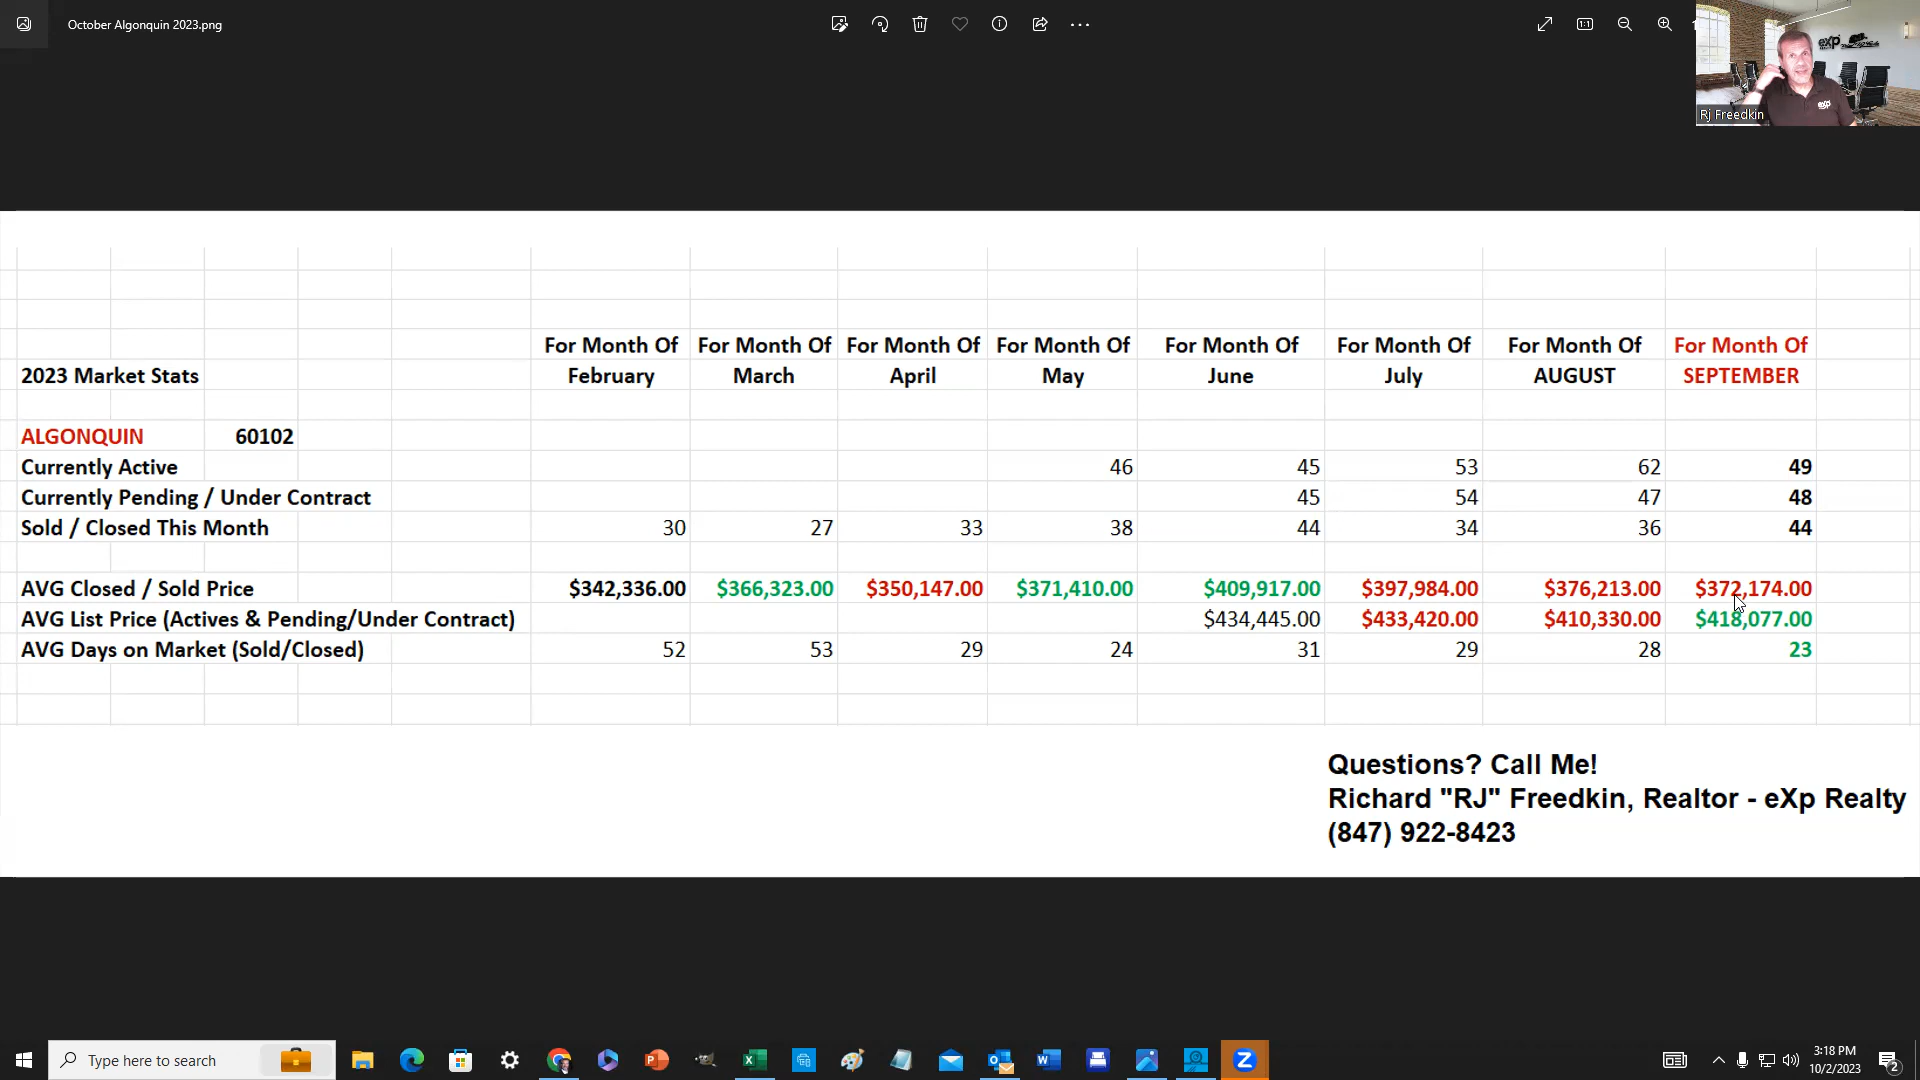 October Algonquin 2023.png
exp
exp
Rj Freedkin
For Month Of For Month Of For Month Of For Month Of For Month Of For Month Of For Month Of For Month Of
2023 Market Stats February March April May June July AUGUST SEPTEMBER
ALGONQUIN 60102
Currently Active 46 45 53 62 49
Currently Pending / Under Contract 45 54 47 48
Sold / Closed This Month 30 27 33 38 44 34 36 44
AVG Closed / Sold Price $342,336.00 $366,323.00 $350,147.00 $371,410.00 $409,917.00 $397,984.00 $376,213.00 $372,174.00
AVG List Price (Actives & Pending/Under Contract) $434,445.00 $433,420.00 $410,330.00 $418,077.00
AVG Days on Market (Sold/Closed) 52 53 29 24 31 29 28 23
Questions? Call Me!
Richard "RJ" Freedkin, Realtor - eXp Realty
(847) 922-8423
Type here to search
3:18 PM
10/2/2023
2